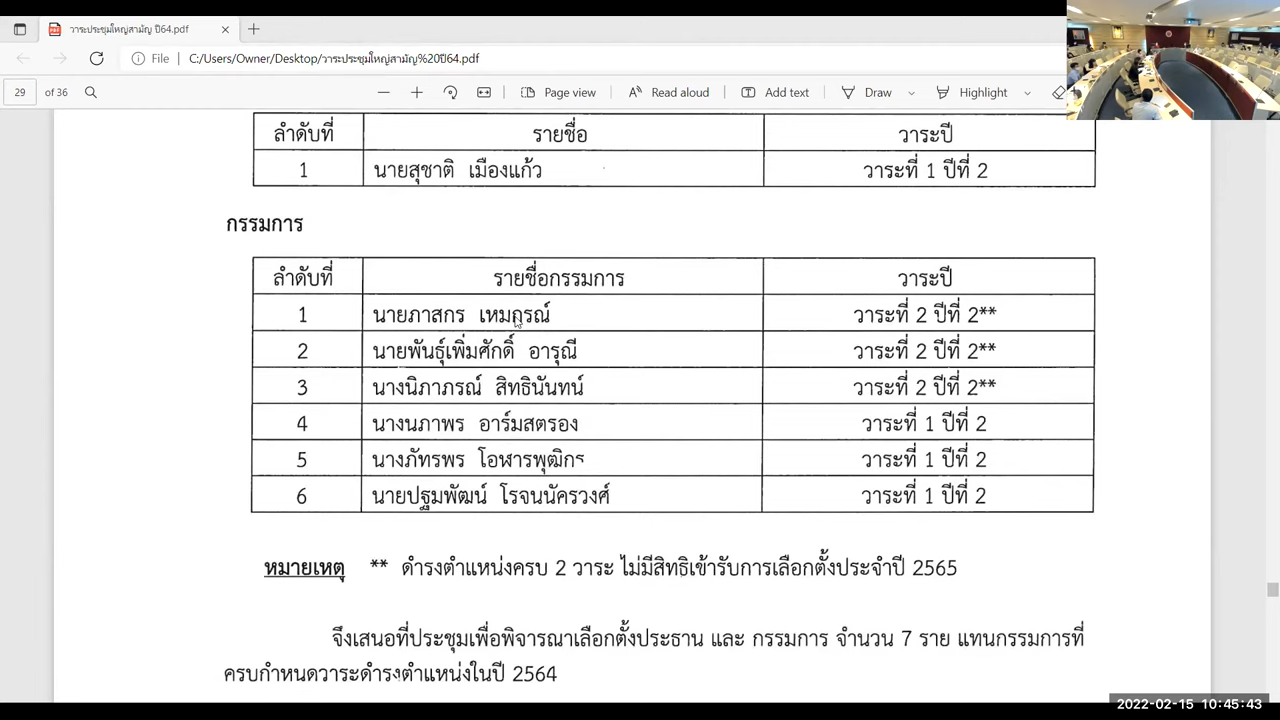 วาระประชุมใหญ่สามัญ ปี64.pdf
File C:/Users/Owner/Desktop/วาระประชุมใหญ่สามัญ%20ปี64.pdf
29 of 36 Page view Read aloud Add text Draw Highlight
ลำดับที่ รายชื่อ วาระปี
1 นายสุชาติ เมืองแก้ว วาระที่ 1 ปีที่ 2
กรรมการ
ลำดับที่ รายชื่อกรรมการ วาระปี
1 นายภาสกร เหมกรณ์ วาระที่ 2 ปีที่ 2**
2 นายพันธุ์เพิ่มศักดิ์ อารุณี วาระที่ 2 ปีที่ 2**
3 นางนิภาภรณ์ สิทธินันทน์ วาระที่ 2 ปีที่ 2**
4 นางนภาพร อาร์มสตรอง วาระที่ 1 ปีที่ 2
5 นางภัทรพร โอฬารพุฒิกร วาระที่ 1 ปีที่ 2
6 นายปฐมพัฒน์ โรจนนัครวงศ์ วาระที่ 1 ปีที่ 2
หมายเหตุ ** ดำรงตำแหน่งครบ 2 วาระ ไม่มีสิทธิเข้ารับการเลือกตั้งประจำปี 2565
จึงเสนอที่ประชุมเพื่อพิจารณาเลือกตั้งประธาน และ กรรมการ จำนวน 7 ราย แทนกรรมการที่
ครบกำหนดวาระดำรงตำแหน่งในปี 2564
2022-02-15 10:45:43